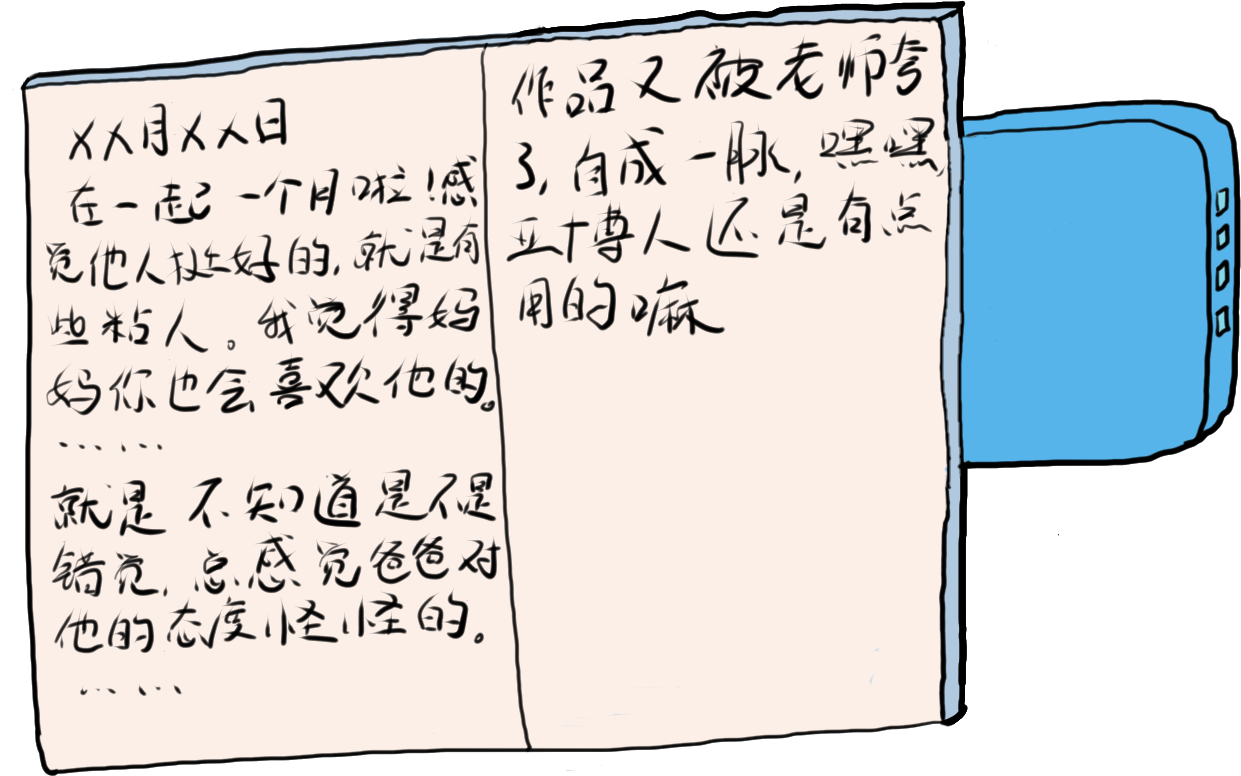 XX月XX日
在一起一个月啦!感
觉他人挺好的,就是有
些粘人。我觉得妈
妈你也会喜欢他的。
……
就是不知道是不是
错觉,总感觉爸爸对
他的态度怪怪的。
……
作品又被老师夸
了,自成一脉,嘿嘿
亚博人还是有点
用的嘛